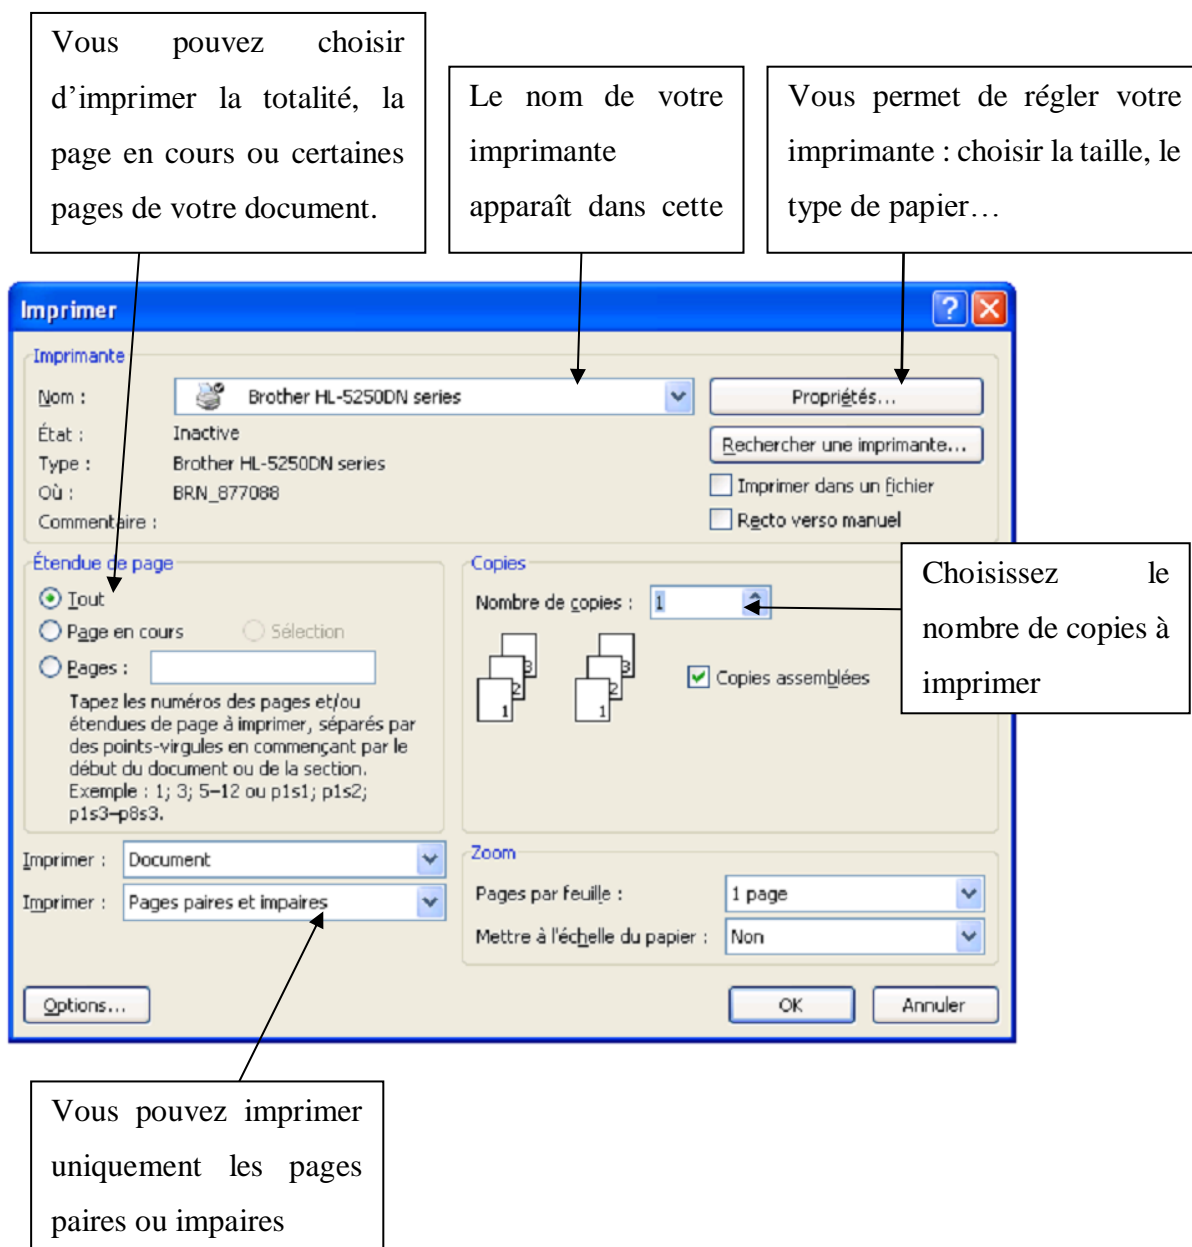 Vous pouvez choisir
d’imprimer la totalité, la
page en cours ou certaines
pages de votre document.
Le nom de votre
imprimante
apparaît dans cette
Vous permet de régler votre
imprimante : choisir la taille, le
type de papier…
Imprimer
Imprimante
Nom : Brother HL-5250DN series
Propriétés...
État : Inactive
Rechercher une imprimante...
Type : Brother HL-5250DN series
Où : BRN_877088
Imprimer dans un fichier
Commentaire :
Recto verso manuel
Étendue de page
Tout
Page en cours Sélection
Pages :
Tapez les numéros des pages et/ou
étendues de page à imprimer, séparés par
des points-virgules en commençant par le
début du document ou de la section.
Exemple : 1; 3; 5–12 ou p1s1; p1s2;
p1s3–p8s3.
Copies
Nombre de copies : 1
3 3
2 2
1 1
Copies assemblées
Choisissez le
nombre de copies à
imprimer
Imprimer : Document
Imprimer : Pages paires et impaires
Zoom
Pages par feuille : 1 page
Mettre à l'échelle du papier : Non
Options...
OK
Annuler
Vous pouvez imprimer
uniquement les pages
paires ou impaires